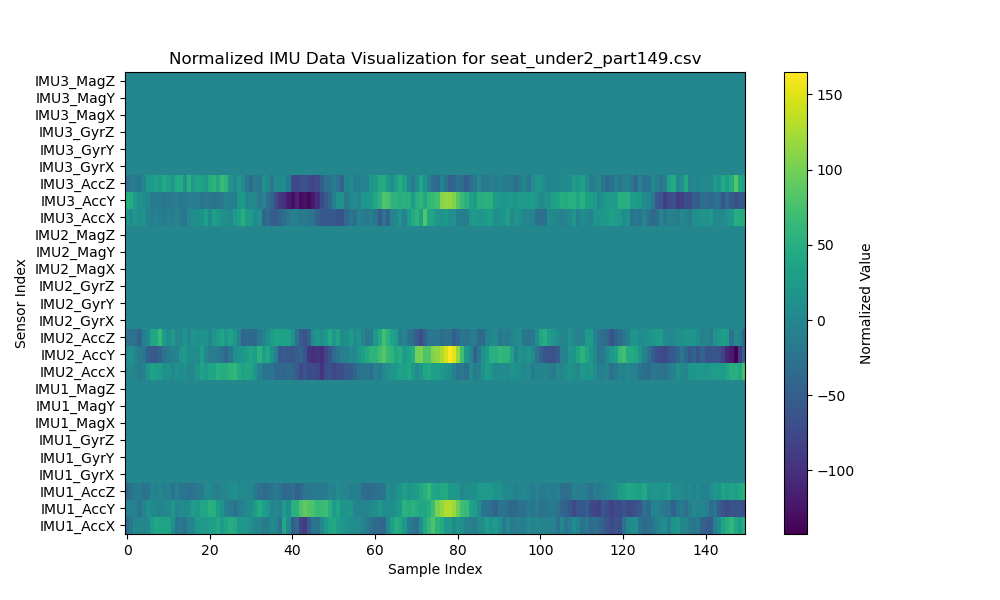 Normalized IMU Data Visualization for seat_under2_part149.csv
IMU3_MagZ
IMU3_MagY
IMU3_MagX
IMU3_GyrZ
IMU3_GyrY
IMU3_GyrX
IMU3_AccZ
IMU3_AccY
IMU3_AccX
IMU2_MagZ
IMU2_MagY
IMU2_MagX
IMU2_GyrZ
IMU2_GyrY
IMU2_GyrX
IMU2_AccZ
IMU2_AccY
IMU2_AccX
IMU1_MagZ
IMU1_MagY
IMU1_MagX
IMU1_GyrZ
IMU1_GyrY
IMU1_GyrX
IMU1_AccZ
IMU1_AccY
IMU1_AccX
Sensor Index
0 20 40 60 80 100 120 140
Sample Index
150
100
50
0
−50
−100
Normalized Value